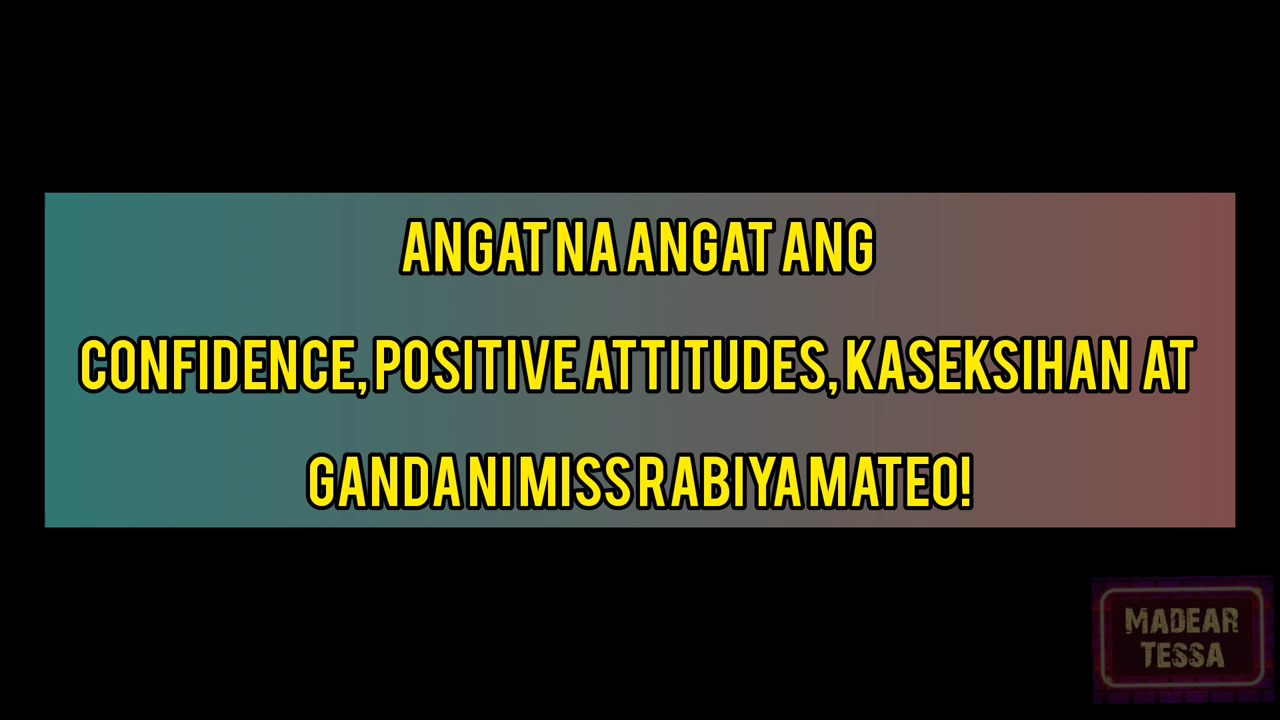 ANGAT NA ANGAT ANG
CONFIDENCE, POSITIVE ATTITUDES, KASEKSIHAN AT
GANDA NI MISS RABIYA MATEO!
MADEAR
TESSA